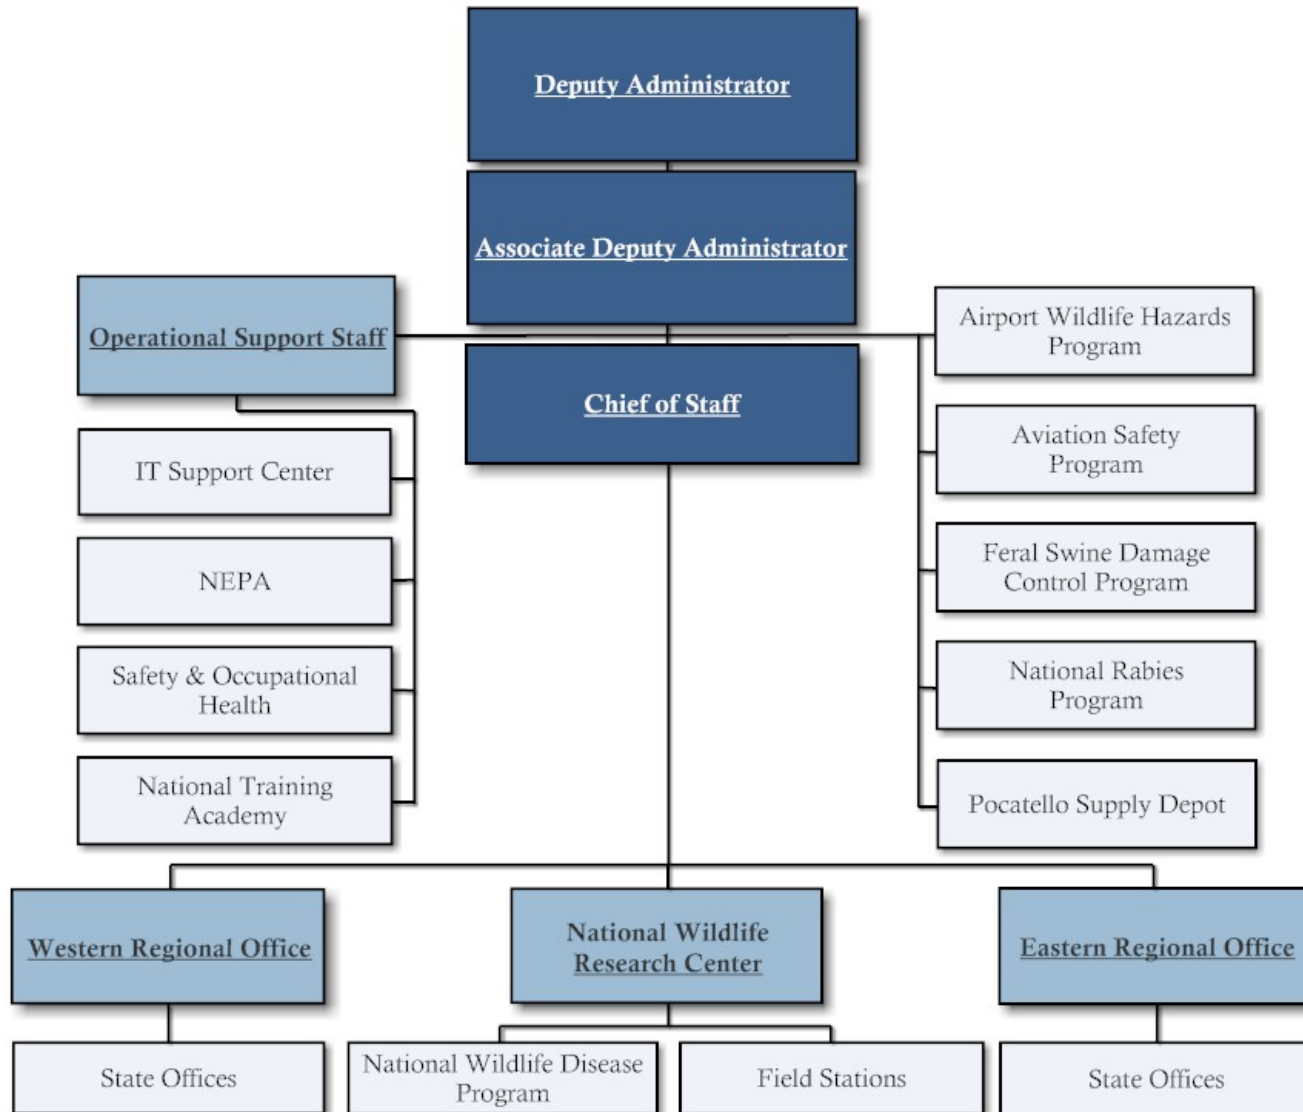 Deputy Administrator
Associate Deputy Administrator
Operational Support Staff
Airport Wildlife Hazards
Program
Chief of Staff
IT Support Center
NEPA
Safety & Occupational
Health
National Training
Academy
Aviation Safety
Program
Feral Swine Damage
Control Program
National Rabies
Program
Pocatello Supply Depot
Western Regional Office
National Wildlife
Research Center
Eastern Regional Office
State Offices
National Wildlife Disease
Program
Field Stations
State Offices